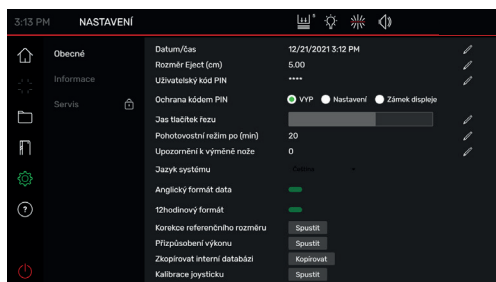 3:13 PM NASTAVENÍ
Obecné
Informace
Servis
Datum/čas 12/21/2021 3:12 PM
Rozměr Eject (cm) 5.00
Uživatelský kód PIN ****
Ochrana kódem PIN VYP Nastavení Zámek displeje
Jas tlačítek řezu
Pohotovostní režim po (min) 20
Upozornění k výměně nože 0
Jazyk systému Čeština
Anglický formát data
12hodinový formát
Korekce referenčního rozměru Spustit
Přizpůsobení výkonu Spustit
Zkopírovat interní databázi Kopírovat
Kalibrace joysticku Spustit